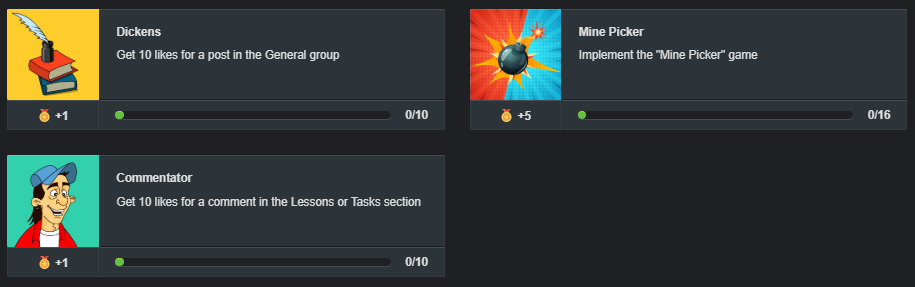 Dickens
Get 10 likes for a post in the General group
+1
0/10
Mine Picker
Implement the "Mine Picker" game
+5
0/16
Commentator
Get 10 likes for a comment in the Lessons or Tasks section
+1
0/10